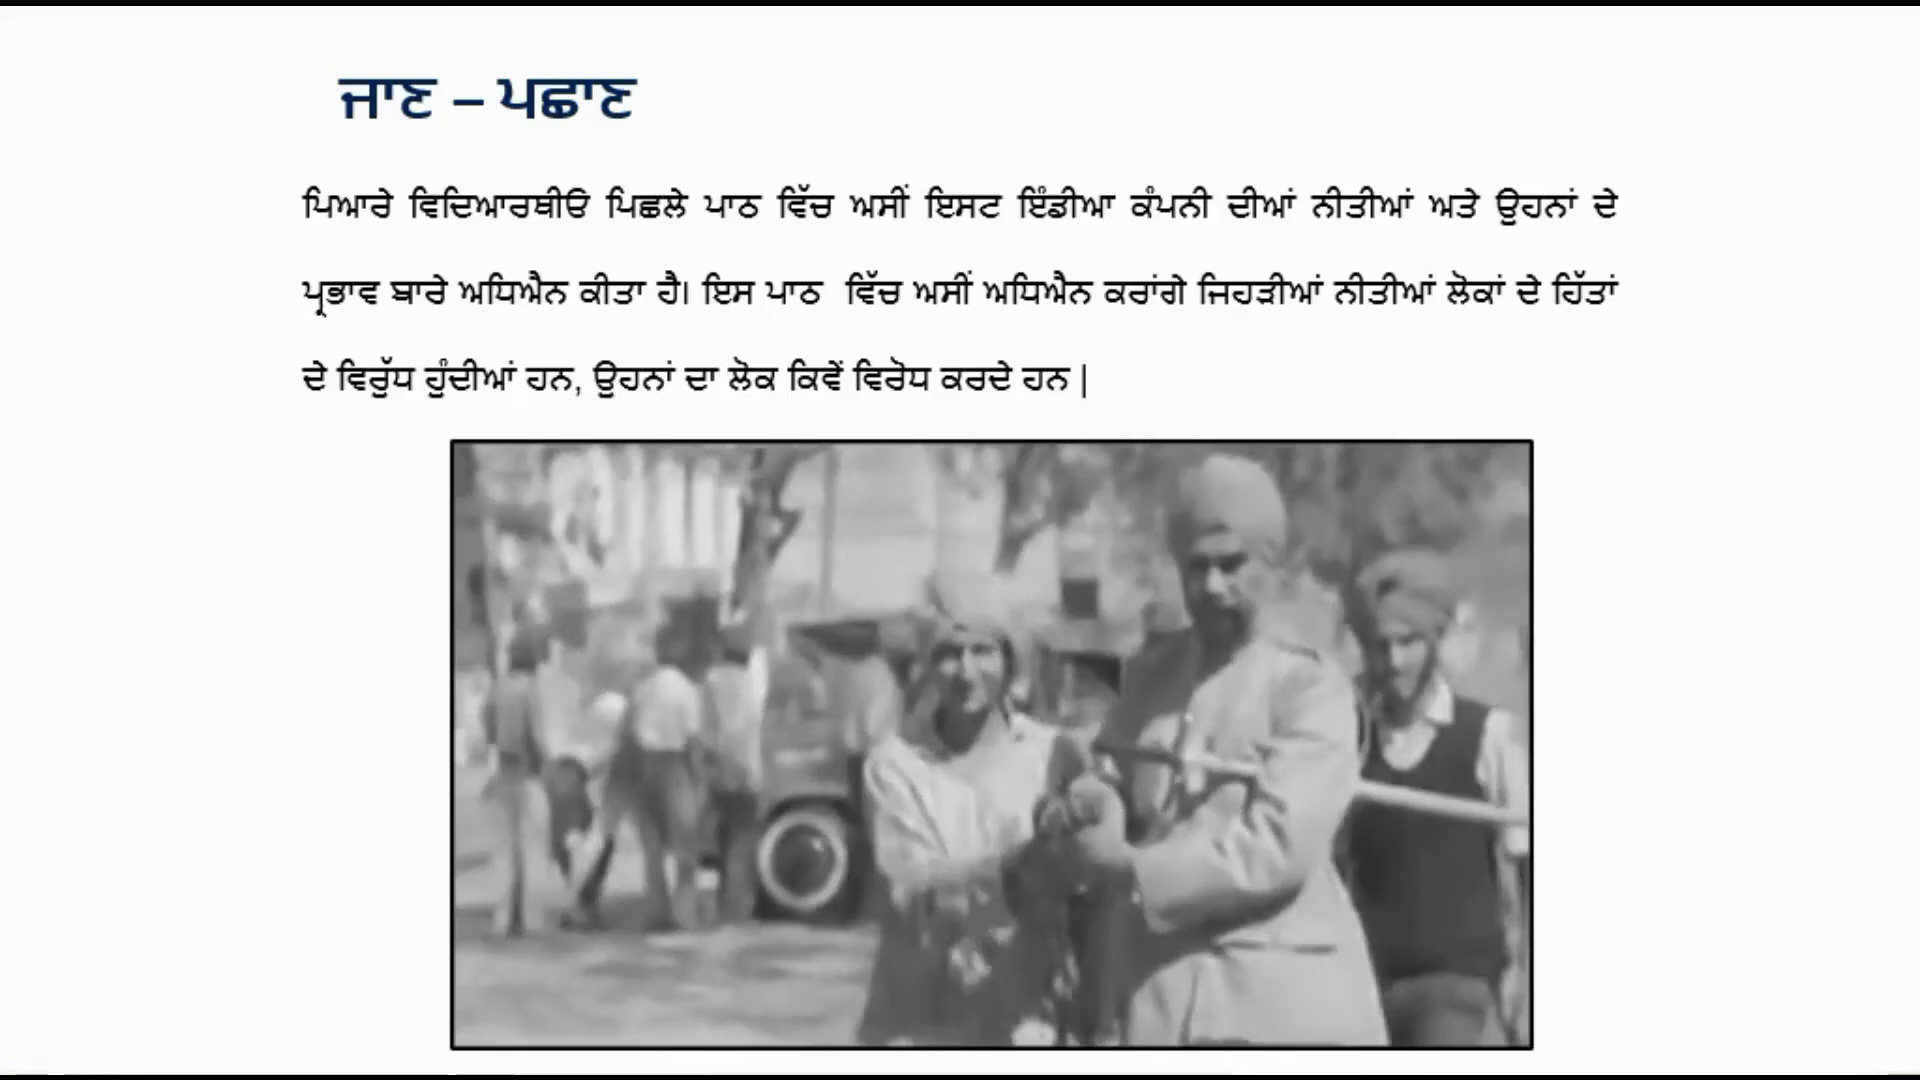 ਜਾਣ – ਪਛਾਣ
ਪਿਆਰੇ ਵਿਦਿਆਰਥੀਓ ਪਿਛਲੇ ਪਾਠ ਵਿੱਚ ਅਸੀਂ ਇਸਟ ਇੰਡੀਆ ਕੰਪਨੀ ਦੀਆਂ ਨੀਤੀਆਂ ਅਤੇ ਉਹਨਾਂ ਦੇ
ਪ੍ਰਭਾਵ ਬਾਰੇ ਅਧਿਐਨ ਕੀਤਾ ਹੈ। ਇਸ ਪਾਠ ਵਿੱਚ ਅਸੀਂ ਅਧਿਐਨ ਕਰਾਂਗੇ ਜਿਹੜੀਆਂ ਨੀਤੀਆਂ ਲੋਕਾਂ ਦੇ ਹਿੱਤਾਂ
ਦੇ ਵਿਰੁੱਧ ਹੁੰਦੀਆਂ ਹਨ, ਉਹਨਾਂ ਦਾ ਲੋਕ ਕਿਵੇਂ ਵਿਰੋਧ ਕਰਦੇ ਹਨ |